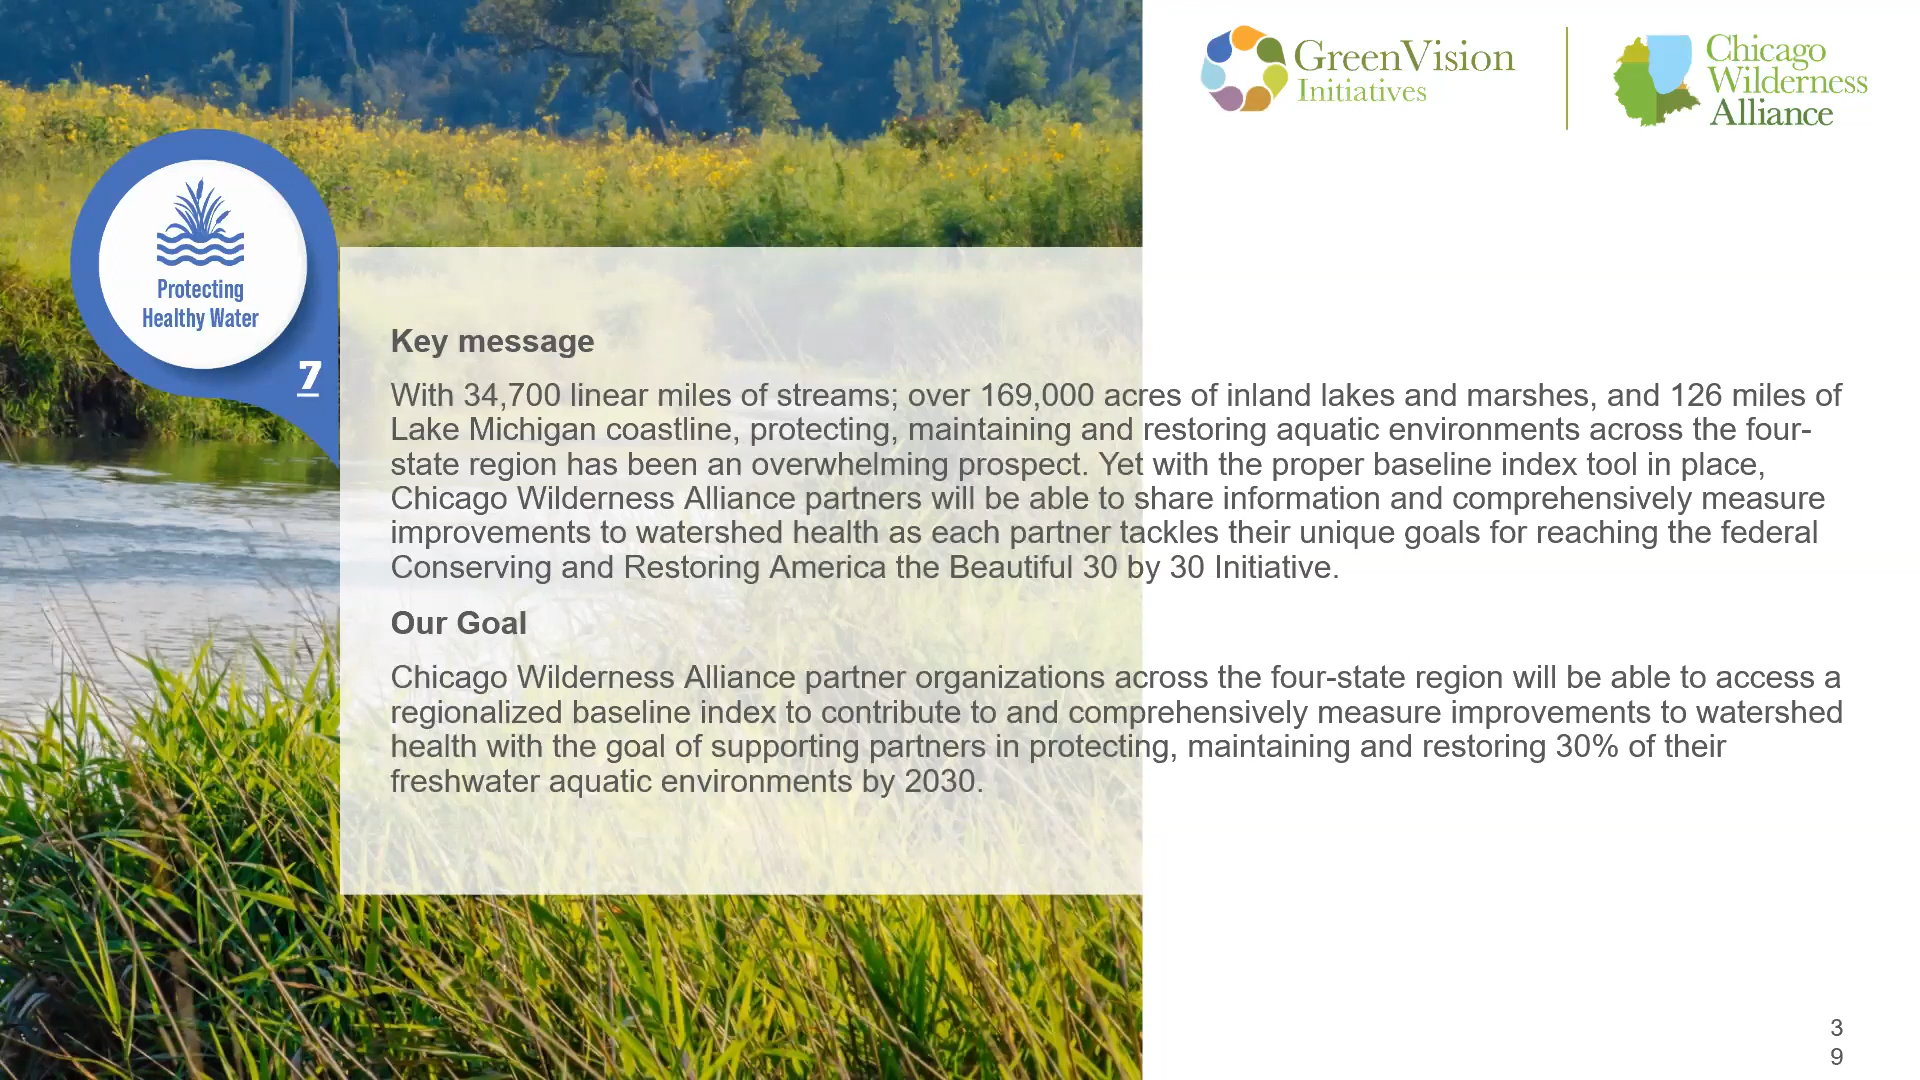 GreenVision
Initiatives
Chicago
Wilderness
Alliance
Protecting
Healthy Water
7
Key message
With 34,700 linear miles of streams; over 169,000 acres of inland lakes and marshes, and 126 miles of
Lake Michigan coastline, protecting, maintaining and restoring aquatic environments across the four-
state region has been an overwhelming prospect. Yet with the proper baseline index tool in place,
Chicago Wilderness Alliance partners will be able to share information and comprehensively measure
improvements to watershed health as each partner tackles their unique goals for reaching the federal
Conserving and Restoring America the Beautiful 30 by 30 Initiative.
Our Goal
Chicago Wilderness Alliance partner organizations across the four-state region will be able to access a
regionalized baseline index to contribute to and comprehensively measure improvements to watershed
health with the goal of supporting partners in protecting, maintaining and restoring 30% of their
freshwater aquatic environments by 2030.
3
9